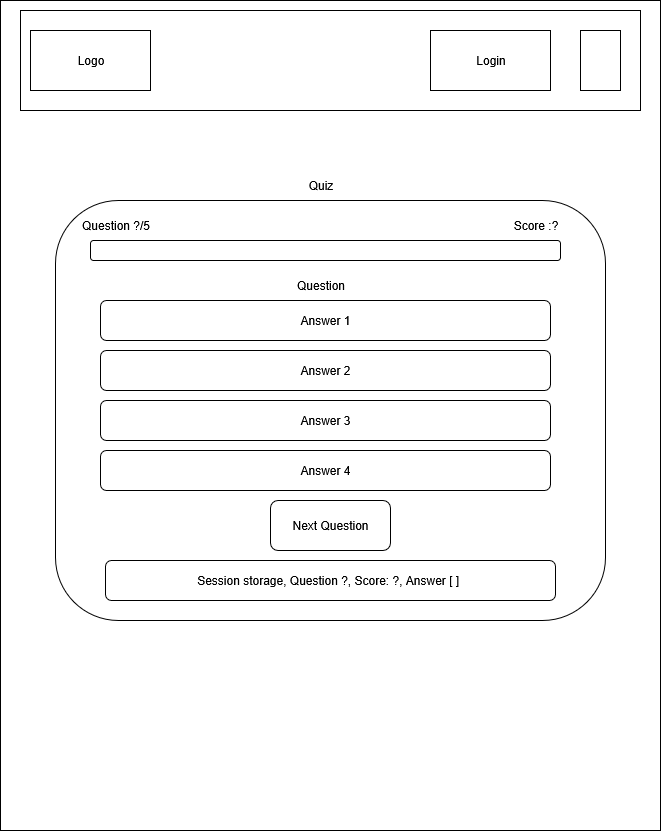 Logo
Login
Quiz
Question ?/5
Score :?
Question
Answer 1
Answer 2
Answer 3
Answer 4
Next Question
Session storage, Question ?, Score: ?, Answer [ ]